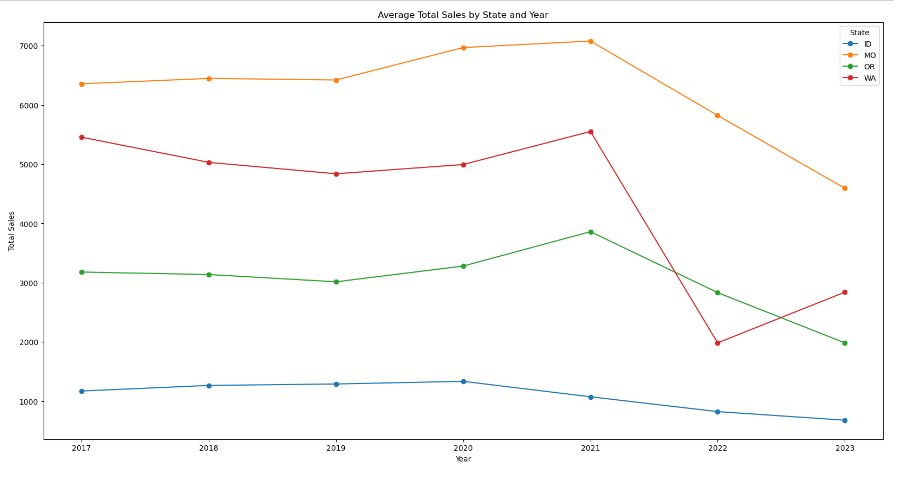 Average Total Sales by State and Year
State
ID
MO
OR
WA
7000
6000
5000
4000
3000
2000
1000
Total Sales
2017 2018 2019 2020 2021 2022 2023
Year